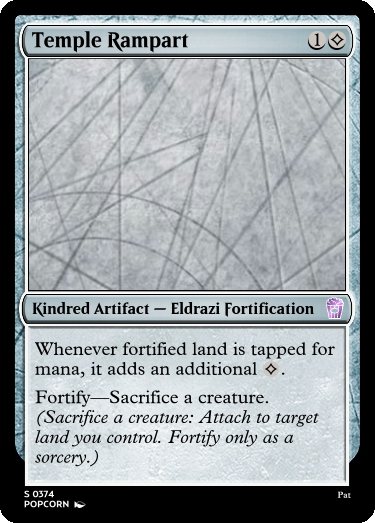 Temple Rampart 1
Kindred Artifact — Eldrazi Fortification
Whenever fortified land is tapped for
mana, it adds an additional .
Fortify—Sacrifice a creature.
(Sacrifice a creature: Attach to target
land you control. Fortify only as a
sorcery.)
S 0374
POPCORN
Pat